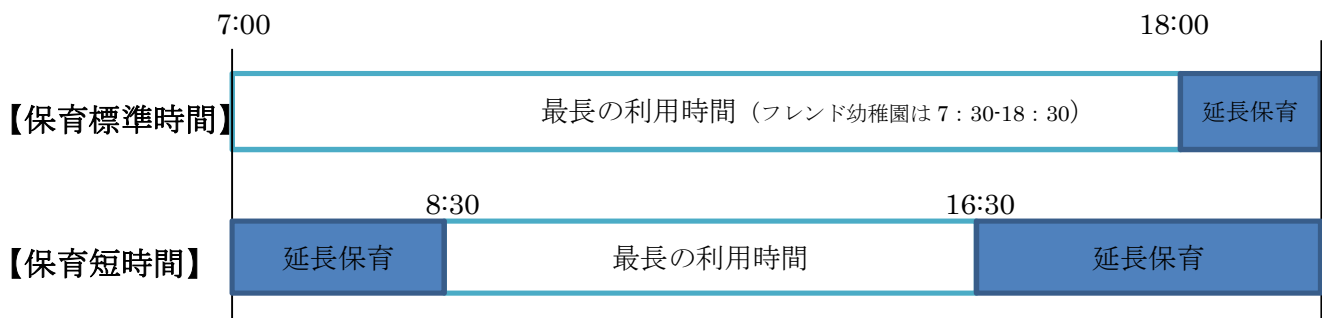 7:00 18:00
【保育標準時間】 最長の利用時間（フレンド幼稚園は 7：30-18：30） 延長保育
8:30 16:30
【保育短時間】 延長保育 最長の利用時間 延長保育